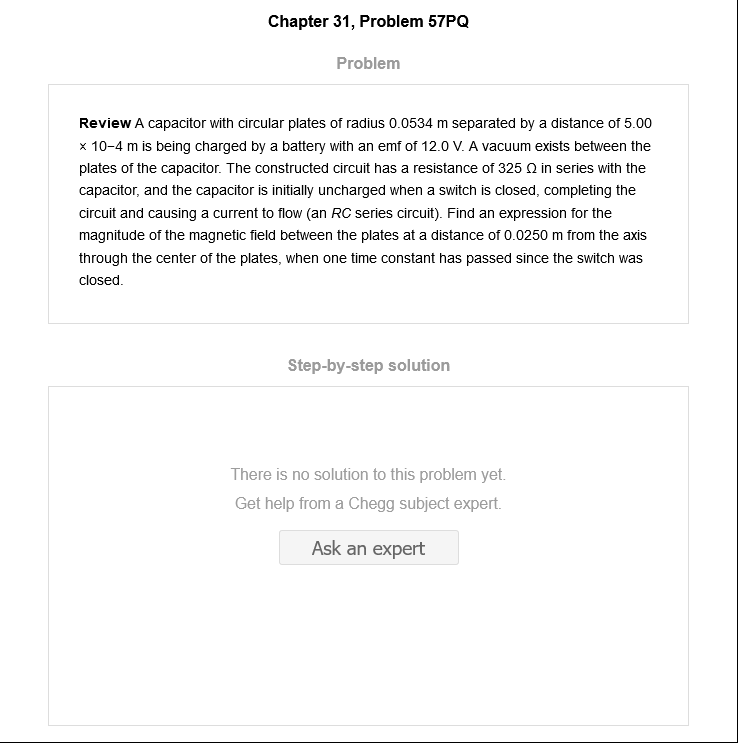 Chapter 31, Problem 57PQ
Problem
Review A capacitor with circular plates of radius 0.0534 m separated by a distance of 5.00
× 10−4 m is being charged by a battery with an emf of 12.0 V. A vacuum exists between the
plates of the capacitor. The constructed circuit has a resistance of 325 Ω in series with the
capacitor, and the capacitor is initially uncharged when a switch is closed, completing the
circuit and causing a current to flow (an RC series circuit). Find an expression for the
magnitude of the magnetic field between the plates at a distance of 0.0250 m from the axis
through the center of the plates, when one time constant has passed since the switch was
closed.
Step-by-step solution
There is no solution to this problem yet.
Get help from a Chegg subject expert.
Ask an expert